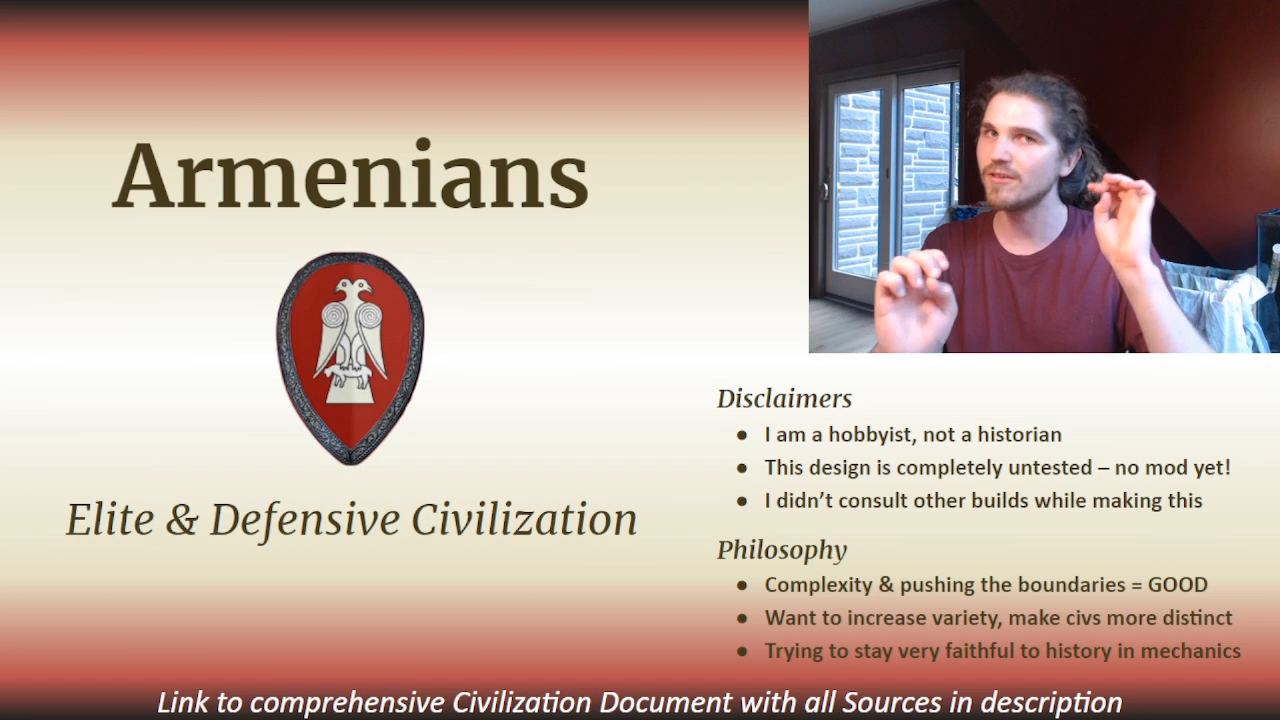 Armenians
Elite & Defensive Civilization
Disclaimers
● I am a hobbyist, not a historian
● This design is completely untested – no mod yet!
● I didn’t consult other builds while making this
Philosophy
● Complexity & pushing the boundaries = GOOD
● Want to increase variety, make civs more distinct
● Trying to stay very faithful to history in mechanics
Link to comprehensive Civilization Document with all Sources in description